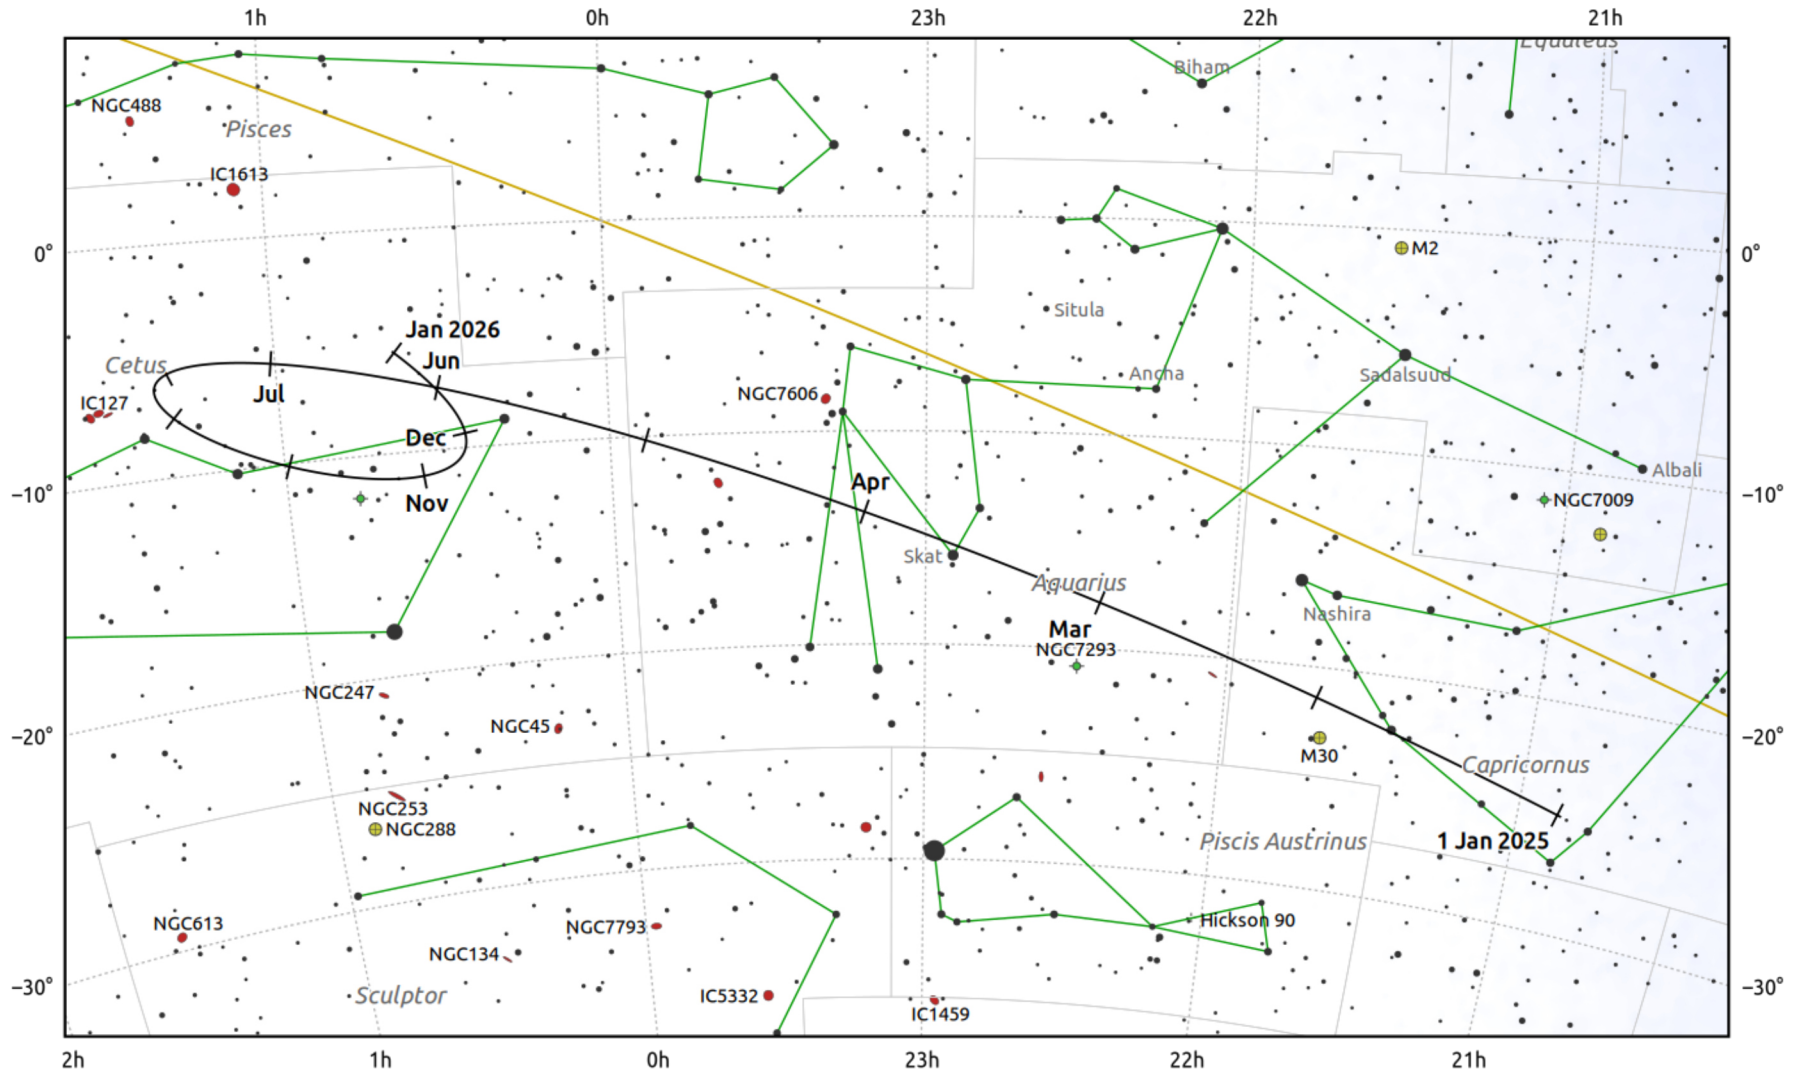 1h 0h 23h 22h 21h
Equuleus
Biham
NGC488
Pisces
IC1613
0° M2 0°
Situla
Jan 2026
Jun
Cetus
Ancha
Sadalsuud
Jul
NGC7606
IC127
Dec
Albali
Apr
-10° -10°
Nov
NGC7009
Skat
Aquarius
Nashira
Mar
NGC7293
NGC247
NGC45
-20° -20°
M30
Capricornus
NGC253
NGC288
Piscis Austrinus
1 Jan 2025
NGC613
Hickson 90
NGC7793
NGC134
-30° -30°
Sculptor
IC5332
IC1459
2h 1h 0h 23h 22h 21h